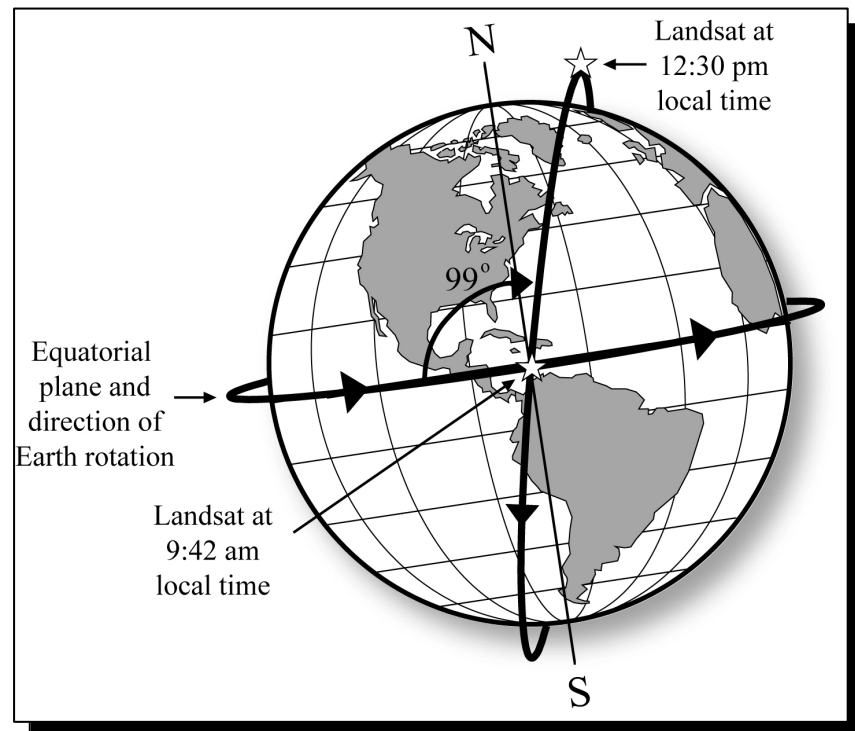 N
Landsat at
12:30 pm
local time
99°
Equatorial
plane and
direction of
Earth rotation
Landsat at
9:42 am
local time
S